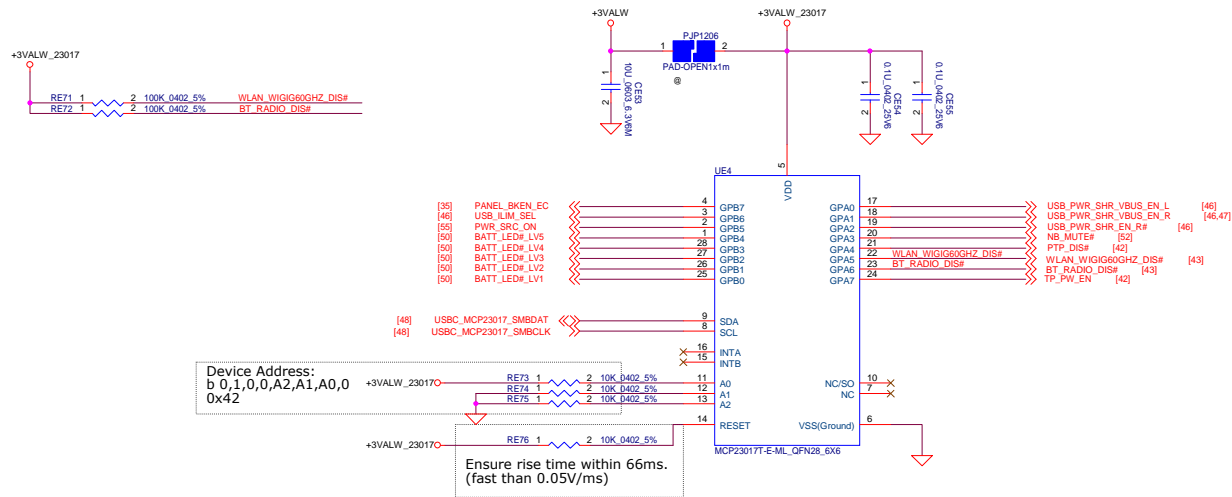 +3VALW
+3VALW_23017
PJP1206
1
2
PAD-OPEN1x1m
@
1
2
10U_0603_6.3V6M
CE53
1
2
0.1U_0402_25V6
CE54
1
2
0.1U_0402_25V6
CE55
+3VALW_23017
RE71 1 2 100K_0402_5% WLAN_WIGIG60GHZ_DIS#
RE72 1 2 100K_0402_5% BT_RADIO_DIS#
UE4
5
VDD
[35] PANEL_BKEN_EC 4 GPB7
[46] USB_ILIM_SEL 3 GPB6
[55] PWR_SRC_ON 2 GPB5
[50] BATT_LED#_LV5 1 GPB4
[50] BATT_LED#_LV4 28 GPB3
[50] BATT_LED#_LV3 27 GPB2
[50] BATT_LED#_LV2 26 GPB1
[50] BATT_LED#_LV1 25 GPB0
GPA0 17 USB_PWR_SHR_VBUS_EN_L [46]
GPA1 18 USB_PWR_SHR_VBUS_EN_R [46,47]
GPA2 19 USB_PWR_SHR_EN_R# [46]
GPA3 20 NB_MUTE# [52]
GPA4 21 PTP_DIS# [42]
GPA5 22 WLAN_WIGIG60GHZ_DIS# WLAN_WIGIG60GHZ_DIS# [43]
GPA6 23 BT_RADIO_DIS# BT_RADIO_DIS# [43]
GPA7 24 TP_PW_EN [42]
[48] USBC_MCP23017_SMBDAT 9 SDA
[48] USBC_MCP23017_SMBCLK 8 SCL
16 INTA
15 INTB
Device Address:
b 0,1,0,0,A2,A1,A0,0
0x42
+3VALW_23017 RE73 1 2 10K_0402_5% 11 A0
RE74 1 2 10K_0402_5% 12 A1
RE75 1 2 10K_0402_5% 13 A2
NC/SO 10
NC 7
14 RESET
VSS(Ground) 6
+3VALW_23017 RE76 1 2 10K_0402_5%
MCP23017T-E-ML_QFN28_6X6
Ensure rise time within 66ms.
(fast than 0.05V/ms)